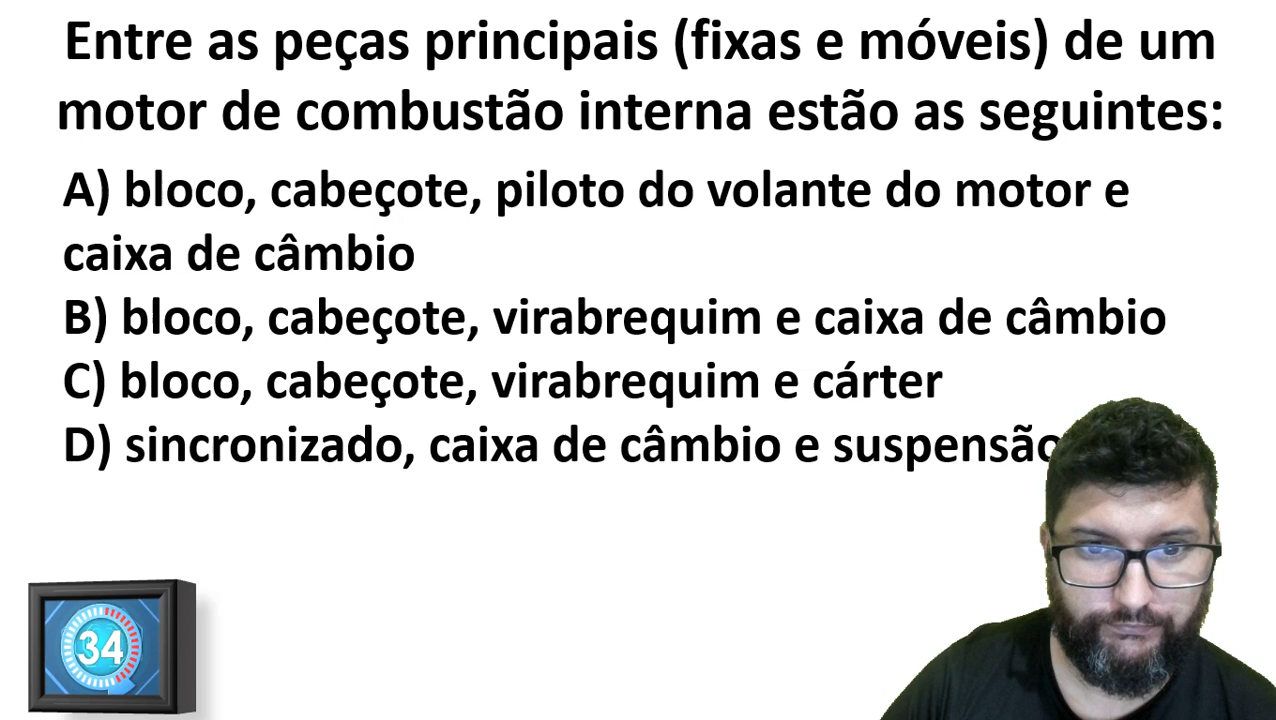 Entre as peças principais (fixas e móveis) de um
motor de combustão interna estão as seguintes:
A) bloco, cabeçote, piloto do volante do motor e
caixa de câmbio
B) bloco, cabeçote, virabrequim e caixa de câmbio
C) bloco, cabeçote, virabrequim e cárter
D) sincronizado, caixa de câmbio e suspensão
34